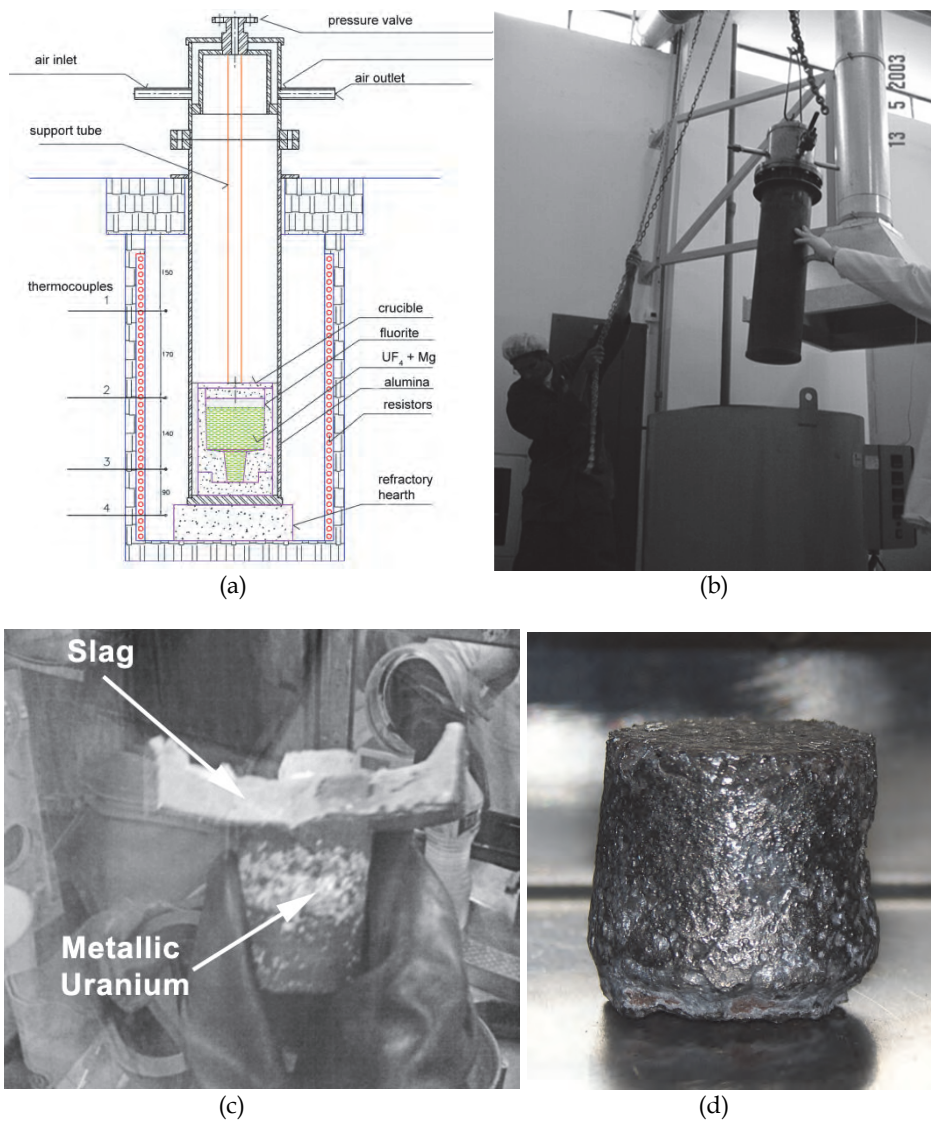 pressure valve
air inlet
air outlet
support tube
150
thermocouples
1
crucible
170
fluorite
UF₄ + Mg
alumina
2
resistors
140
3
refractory
hearth
90
4
13 5 2003
(a)
(b)
Slag
Metallic
Uranium
(c)
(d)